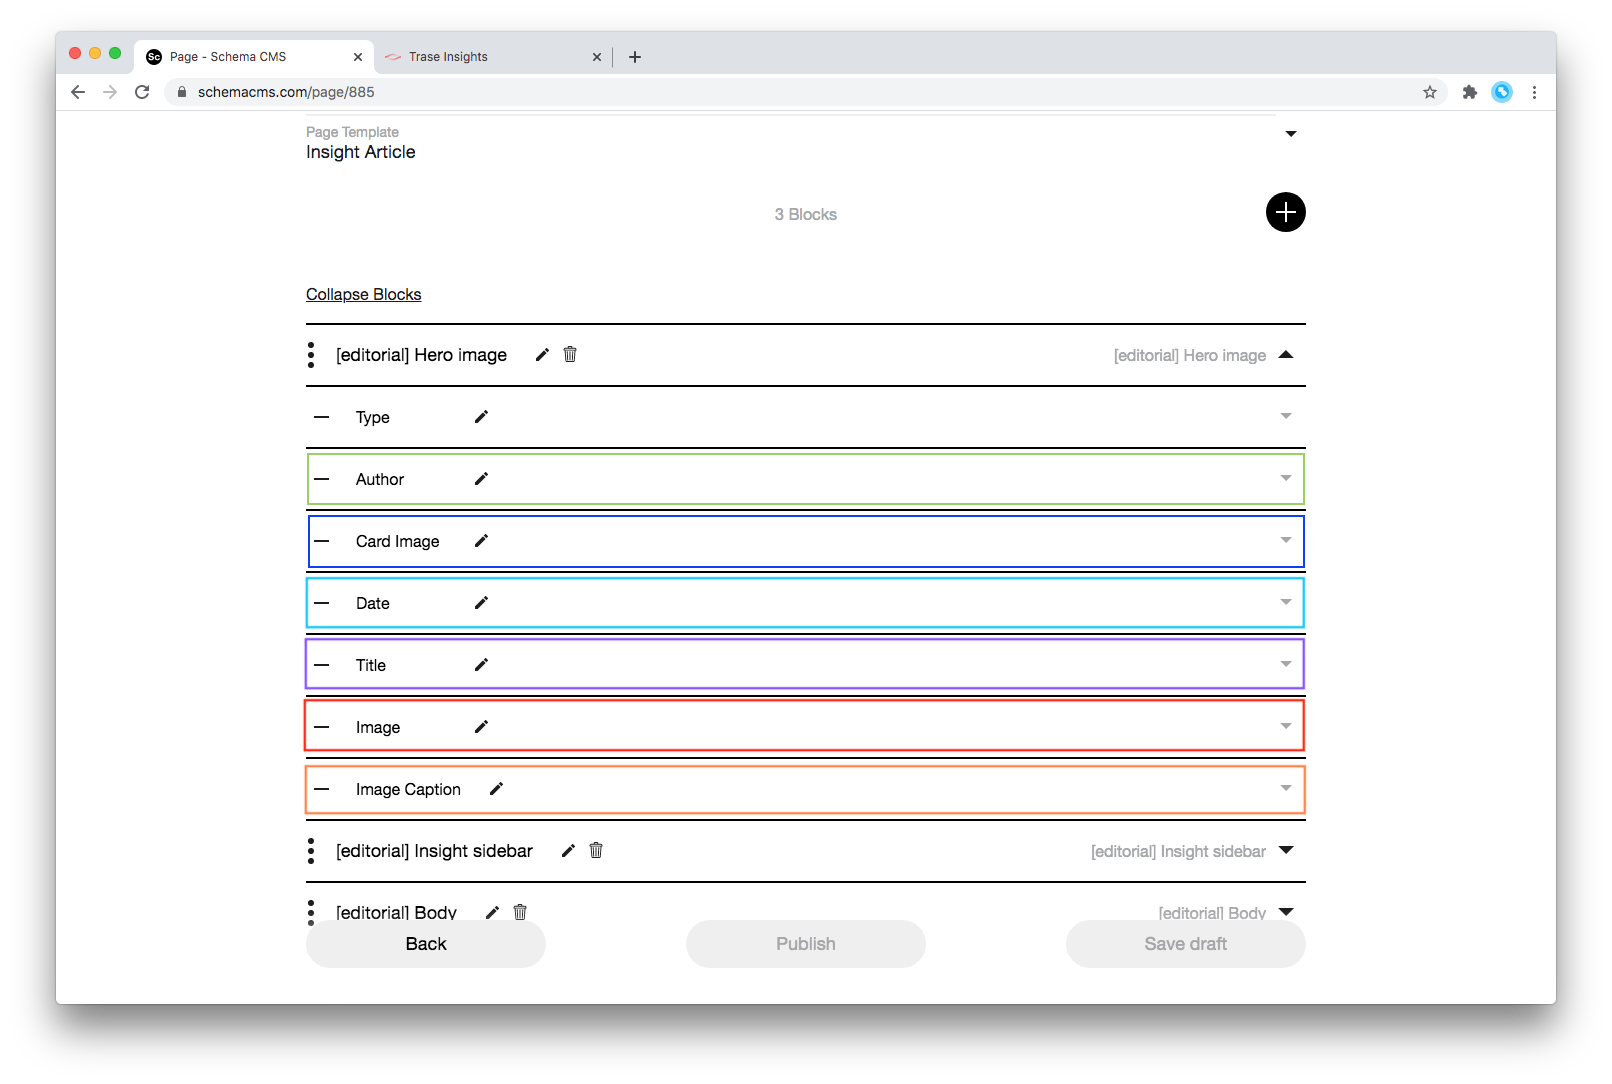 Sc Page - Schema CMS
Trase Insights
schemacms.com/page/885
Page Template
Insight Article
3 Blocks
Collapse Blocks
[editorial] Hero image [editorial] Hero image
Type
Author
Card Image
Date
Title
Image
Image Caption
[editorial] Insight sidebar [editorial] Insight sidebar
[editorial] Body [editorial] Body
Back Publish Save draft